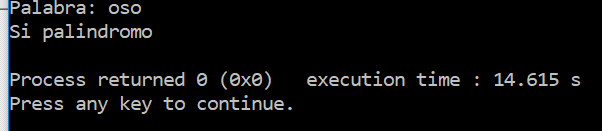 Palabra: oso
Si palindromo
Process returned 0 (0x0)   execution time : 14.615 s
Press any key to continue.